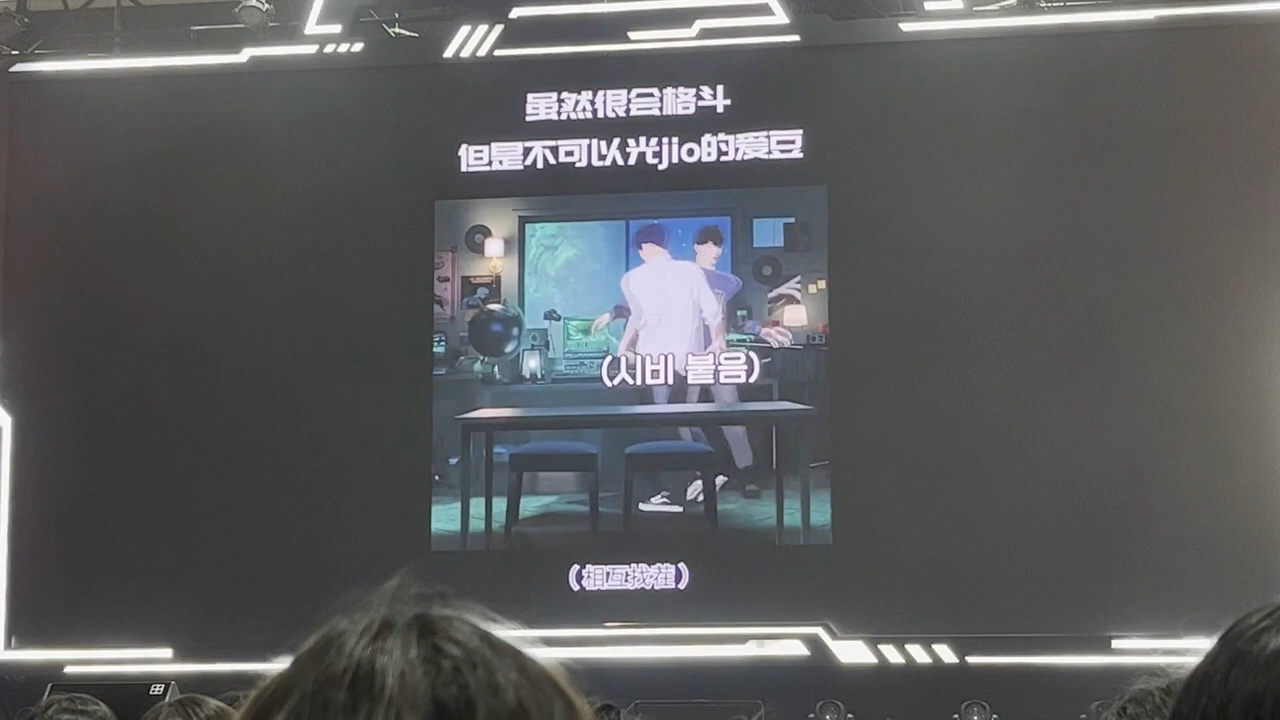 虽然很会格斗
但是不可以光jio的爱豆
(시비 붙음)
(相互找茬)